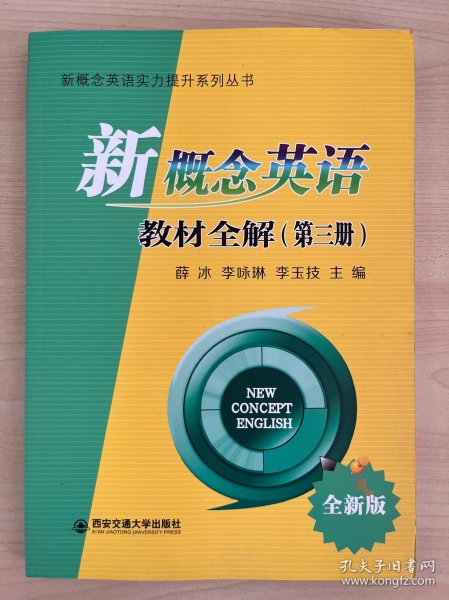 新概念英语实力提升系列丛书
新概念英语
教材全解（第三册）
薛 冰 李咏琳 李玉技 主 编
NEW
CONCEPT
ENGLISH
全新版
西安交通大学出版社
XI'AN JIAOTONG UNIVERSITY PRESS
孔夫子旧书网
www.kongfz.com